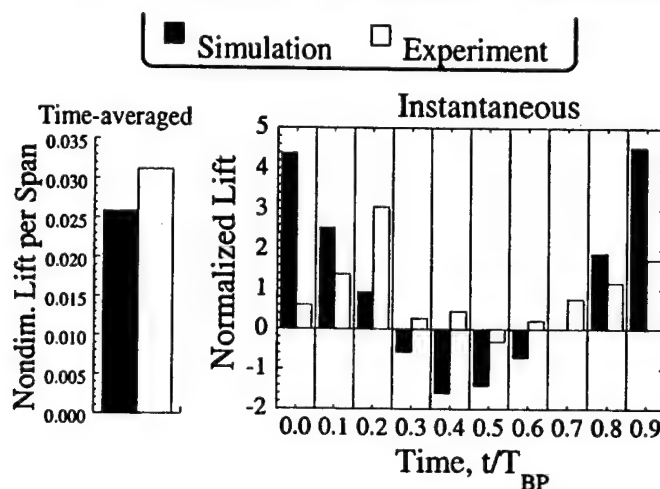 Simulation Experiment
Time-averaged
Nondim. Lift per Span
0.035
0.030
0.025
0.020
0.015
0.010
0.005
0.000
Instantaneous
Normalized Lift
5
4
3
2
1
0
-1
-2
0.0 0.1 0.2 0.3 0.4 0.5 0.6 0.7 0.8 0.9
Time, t/T_BP